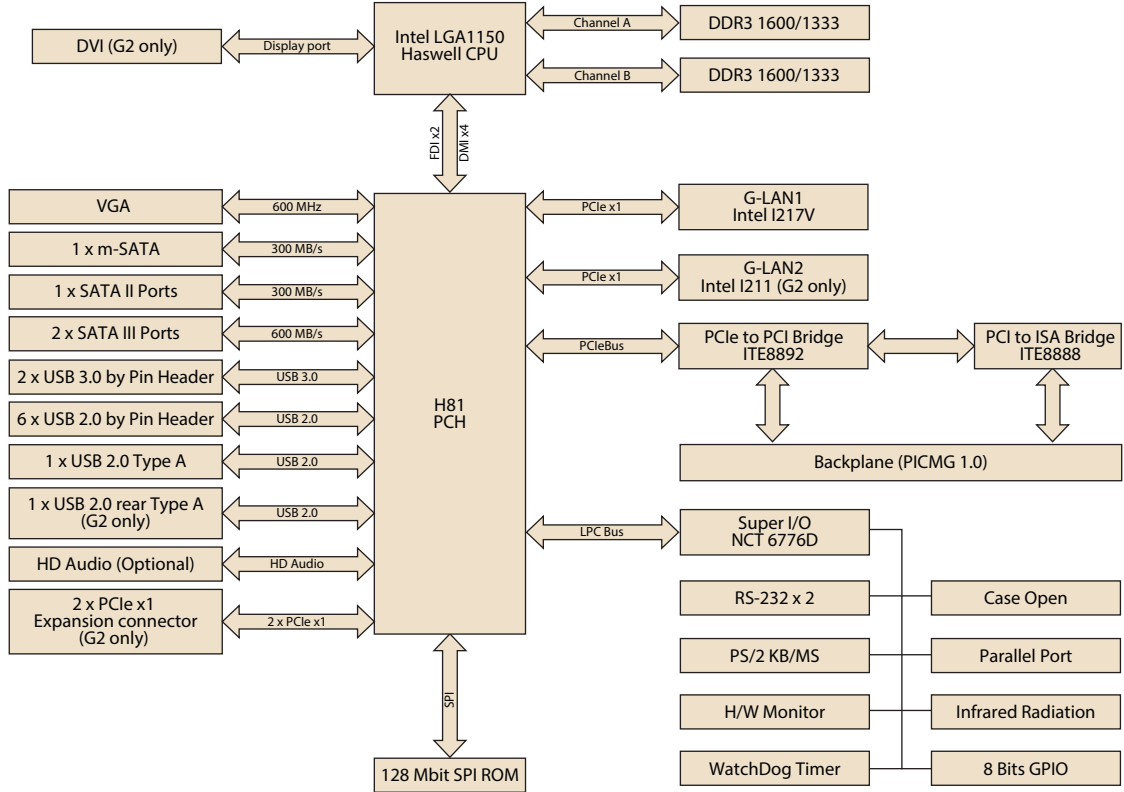 DVI (G2 only)
Display port
Intel LGA1150
Haswell CPU
Channel A
DDR3 1600/1333
Channel B
DDR3 1600/1333
FDI x2
DMI x4
VGA
600 MHz
1 x m-SATA
300 MB/s
1 x SATA II Ports
300 MB/s
2 x SATA III Ports
600 MB/s
2 x USB 3.0 by Pin Header
USB 3.0
6 x USB 2.0 by Pin Header
USB 2.0
1 x USB 2.0 Type A
USB 2.0
1 x USB 2.0 rear Type A
(G2 only)
USB 2.0
HD Audio (Optional)
HD Audio
2 x PCIe x1
Expansion connector
(G2 only)
2 x PCIe x1
H81
PCH
PCIe x1
G-LAN1
Intel I217V
PCIe x1
G-LAN2
Intel I211 (G2 only)
PCIeBus
PCIe to PCI Bridge
ITE8892
PCI to ISA Bridge
ITE8888
Backplane (PICMG 1.0)
LPC Bus
Super I/O
NCT 6776D
RS-232 x 2
Case Open
PS/2 KB/MS
Parallel Port
H/W Monitor
Infrared Radiation
WatchDog Timer
8 Bits GPIO
SPI
128 Mbit SPI ROM